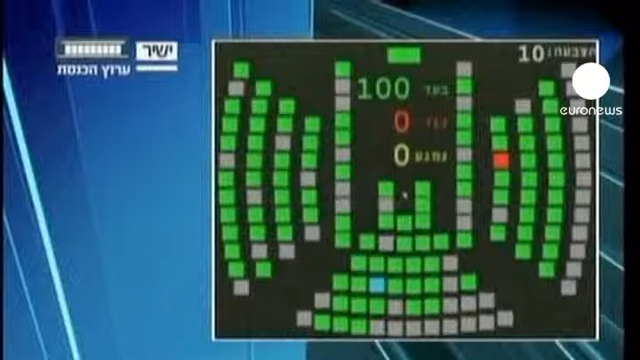 ישיר
ערוץ הכנסת
הצבעה: 10
100 בעד
0 נגד
0 נמנע
euronews